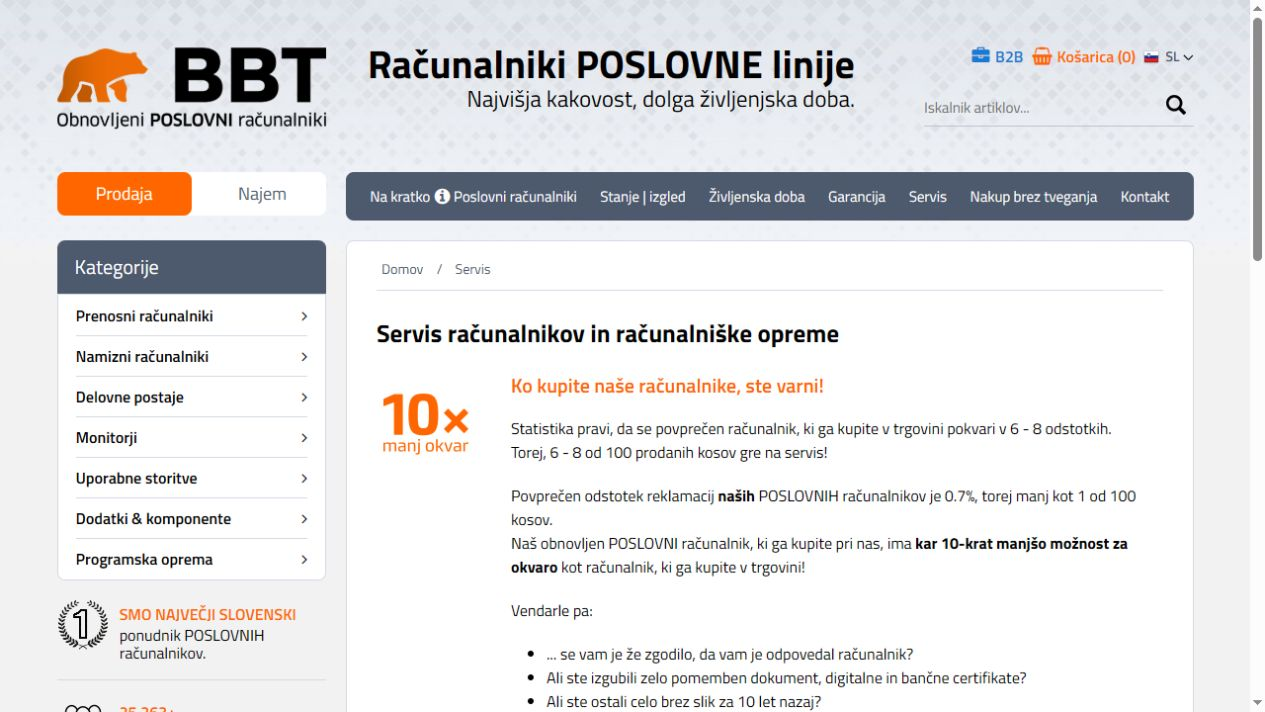 BBT
Obnovljeni POSLOVNI računalniki
Računalniki POSLOVNE linije
Najvišja kakovost, dolga življenjska doba.
B2B Košarica (0) SL
Iskalnik artiklov...
Prodaja Najem
Na kratko i Poslovni računalniki Stanje | izgled Življenska doba Garancija Servis Nakup brez tveganja Kontakt
Kategorije
Prenosni računalniki
Namizni računalniki
Delovne postaje
Monitorji
Uporabne storitve
Dodatki & komponente
Programska oprema
1
SMO NAJVEČJI SLOVENSKI
ponudnik POSLOVNIH
računalnikov.
Domov / Servis
Servis računalnikov in računalniške opreme
10x
manj okvar
Ko kupite naše računalnike, ste varni!
Statistika pravi, da se povprečen računalnik, ki ga kupite v trgovini pokvari v 6 - 8 odstotkih.
Torej, 6 - 8 od 100 prodanih kosov gre na servis!
Povprečen odstotek reklamacij naših POSLOVNIH računalnikov je 0.7%, torej manj kot 1 od 100
kosov.
Naš obnovljen POSLOVNI računalnik, ki ga kupite pri nas, ima kar 10-krat manjšo možnost za
okvaro kot računalnik, ki ga kupite v trgovini!
Vendarle pa:
... se vam je že zgodilo, da vam je odpovedal računalnik?
Ali ste izgubili zelo pomemben dokument, digitalne in bančne certifikate?
Ali ste ostali celo brez slik za 10 let nazaj?